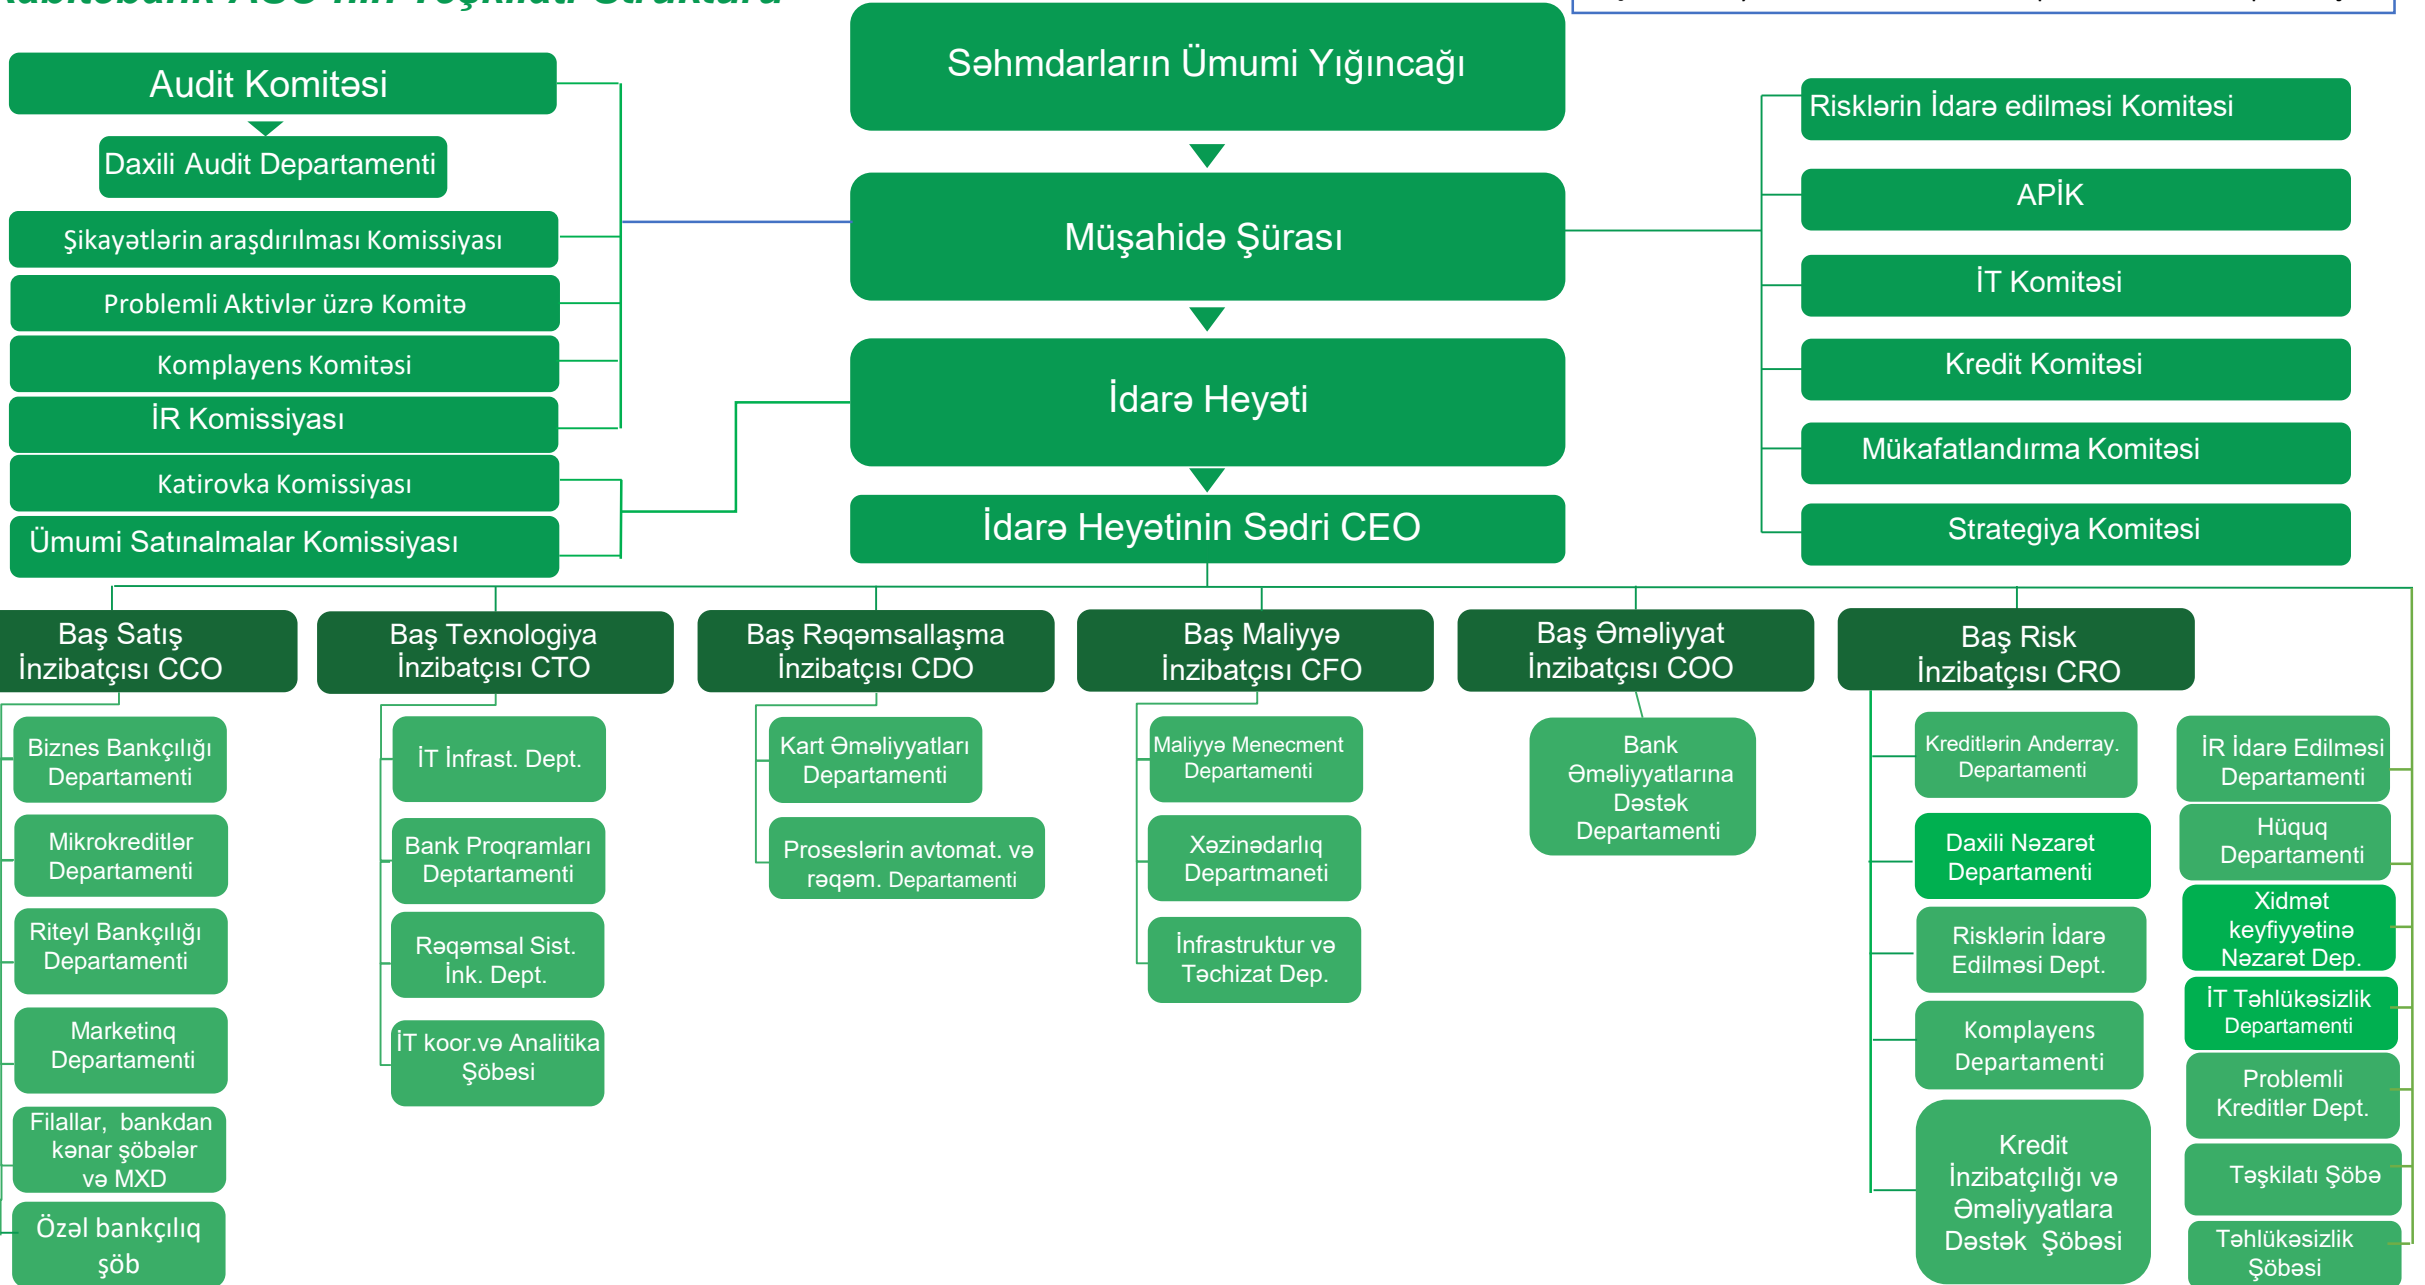 Səhmdarların Ümumi Yığıncağı
Müşahidə Şürası
İdarə Heyəti
İdarə Heyətinin Sədri CEO
Audit Komitəsi
Daxili Audit Departamenti
Şikayətlərin araşdırılması Komissiyası
Problemli Aktivlər üzrə Komitə
Komplayens Komitəsi
İR Komissiyası
Katirovka Komissiyası
Ümumi Satınalmalar Komissiyası
Risklərin İdarə edilməsi Komitəsi
APİK
İT Komitəsi
Kredit Komitəsi
Mükafatlandırma Komitəsi
Strategiya Komitəsi
Baş Satış
İnzibatçısı CCO
Biznes Bankçılığı
Departamenti
Mikrokreditlər
Departamenti
Riteyl Bankçılığı
Departamenti
Marketinq
Departamenti
Filallar, bankdan
kənar şöbələr
və MXD
Özəl bankçılıq
şöb
Baş Texnologiya
İnzibatçısı CTO
İT İnfrast. Dept.
Bank Proqramları
Deptartamenti
Rəqəmsal Sist.
İnk. Dept.
İT koor.və Analitika
Şöbəsi
Baş Rəqəmsallaşma
İnzibatçısı CDO
Kart Əməliyyatları
Departamenti
Proseslərin avtomat. və
rəqəm. Departamenti
Baş Maliyyə
İnzibatçısı CFO
Maliyyə Menecment
Departamenti
Xəzinədarlıq
Departmaneti
İnfrastruktur və
Təchizat Dep.
Baş Əməliyyat
İnzibatçısı COO
Bank
Əməliyyatlarına
Dəstək
Departamenti
Baş Risk
İnzibatçısı CRO
Kreditlərin Anderray.
Departamenti
Daxili Nəzarət
Departamenti
Risklərin İdarə
Edilməsi Dept.
Komplayens
Departamenti
Kredit
İnzibatçılığı və
Əməliyyatlara
Dəstək Şöbəsi
İR İdarə Edilməsi
Departamenti
Hüquq
Departamenti
Xidmət
keyfiyyətinə
Nəzarət Dep.
İT Təhlükəsizlik
Departamenti
Problemli
Kreditlər Dept.
Təşkilatı Şöbə
Təhlükəsizlik
Şöbəsi